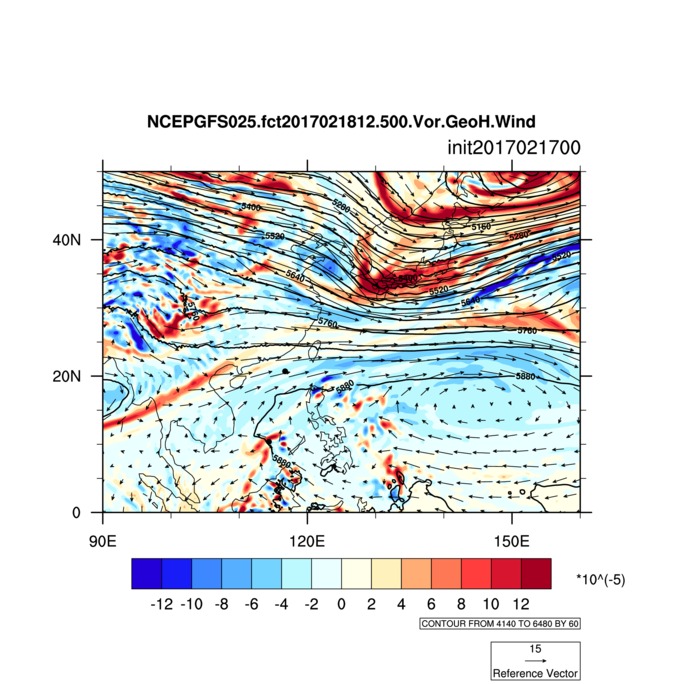 NCEPGFS025.fct2017021812.500.Vor.GeoH.Wind
init2017021700
40N
20N
0
5400
5280
5520
5640
5160
5280
5520
5400
5520
5640
5760
5760
5760
5880
5880
5880
90E 120E 150E
-12 -10 -8 -6 -4 -2 0 2 4 6 8 10 12
*10^(-5)
CONTOUR FROM 4140 TO 6480 BY 60
15
Reference Vector